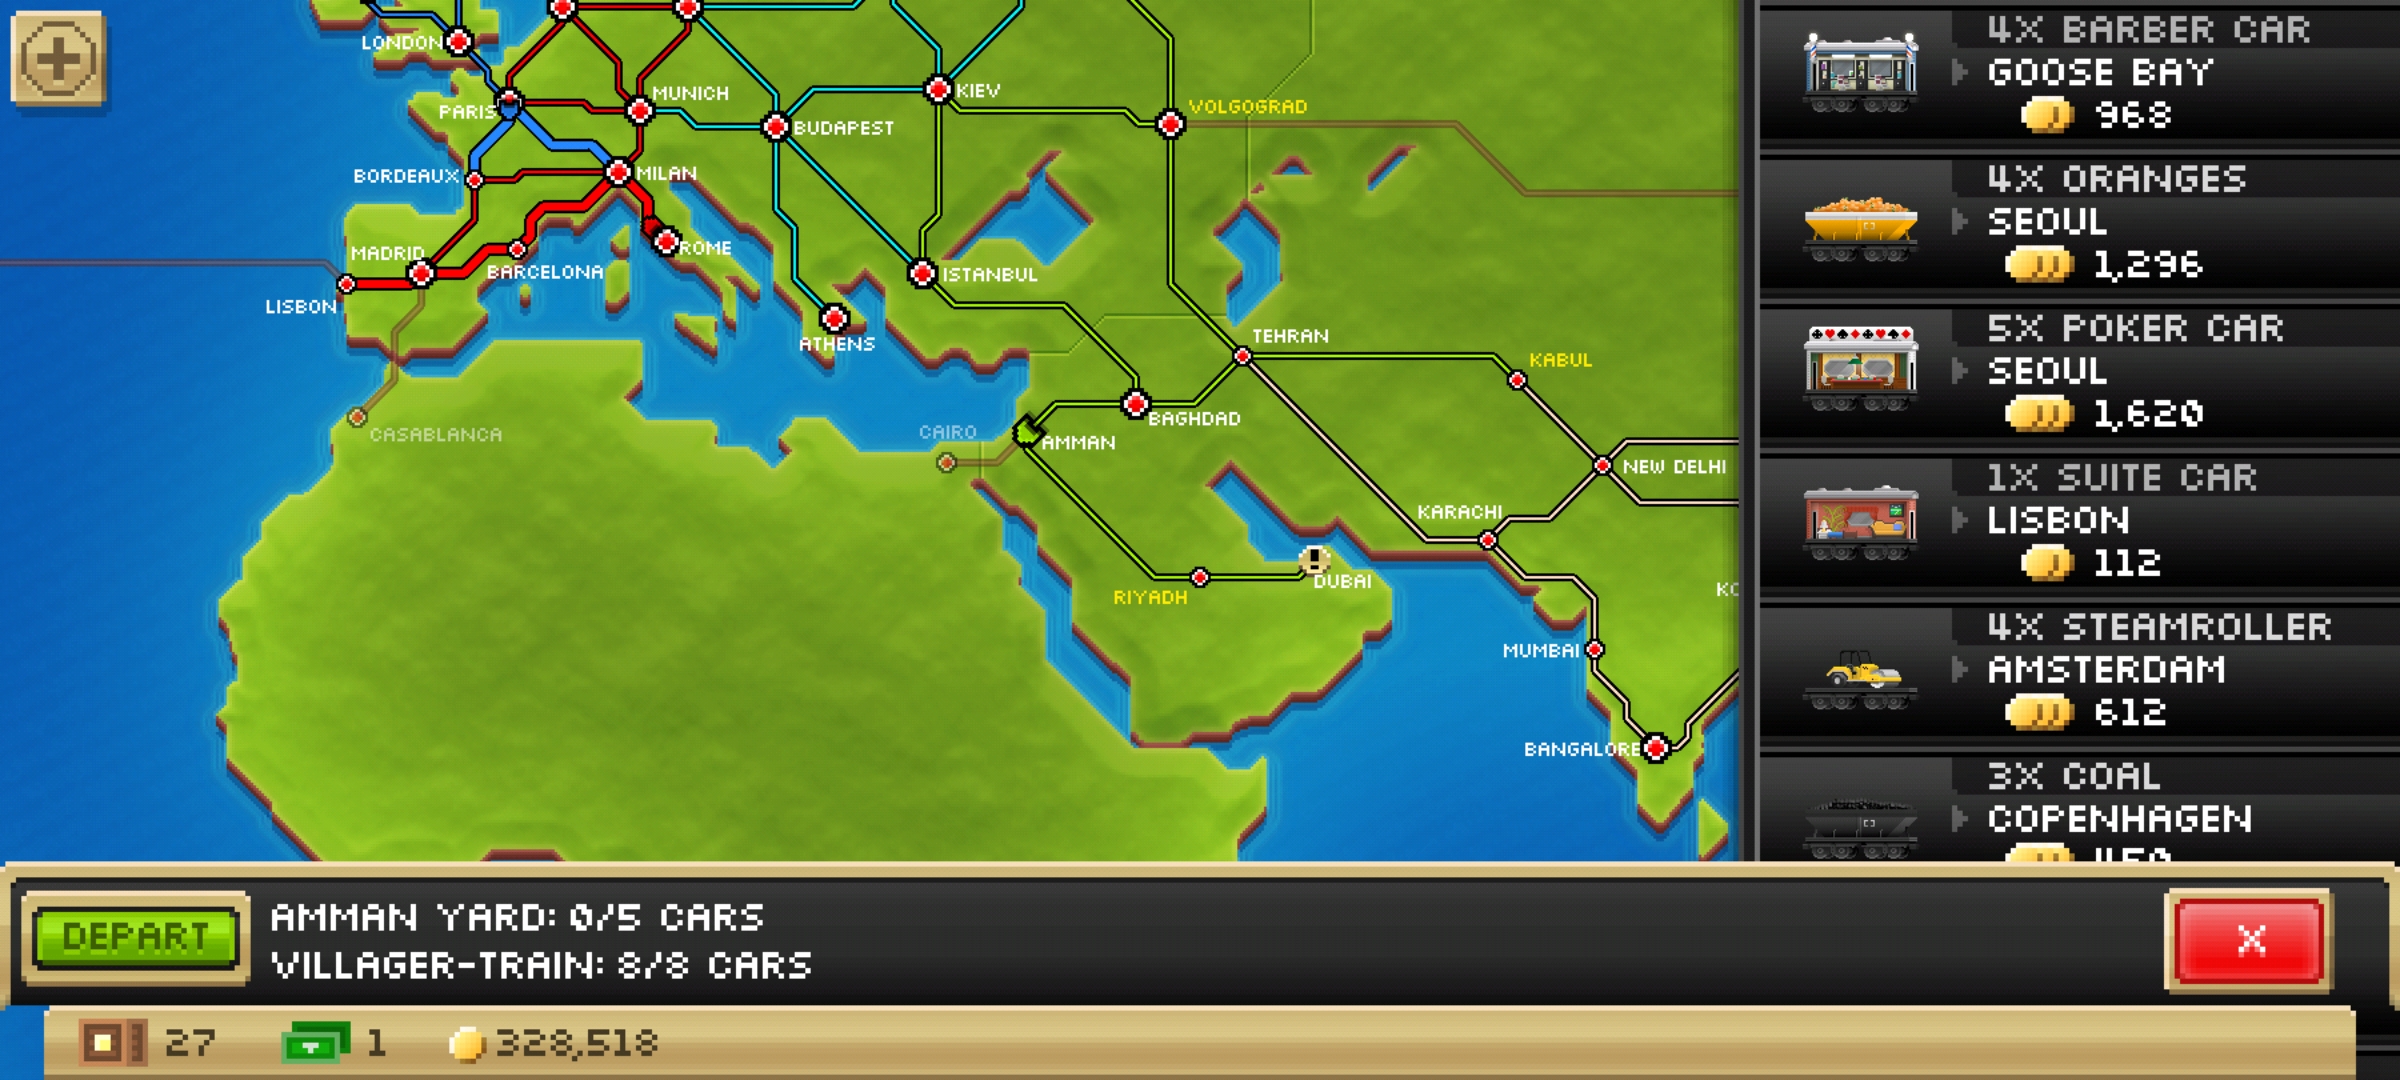 LONDON
PARIS
MUNICH
KIEV
VOLGOGRAD
BUDAPEST
BORDEAUX
MILAN
MADRID
ROME
BARCELONA
ISTANBUL
LISBON
ATHENS
TEHRAN
KABUL
CASABLANCA
CAIRO
AMMAN
BAGHDAD
NEW DELHI
KARACHI
DUBAI
RIYADH
KO
MUMBAI
BANGALORE
4X BARBER CAR
GOOSE BAY
968
4X ORANGES
SEOUL
1,296
5X POKER CAR
SEOUL
1,620
1X SUITE CAR
LISBON
112
4X STEAMROLLER
AMSTERDAM
612
3X COAL
COPENHAGEN
DEPART
AMMAN YARD: 0/5 CARS
VILLAGER-TRAIN: 8/8 CARS
X
27
1
328,518